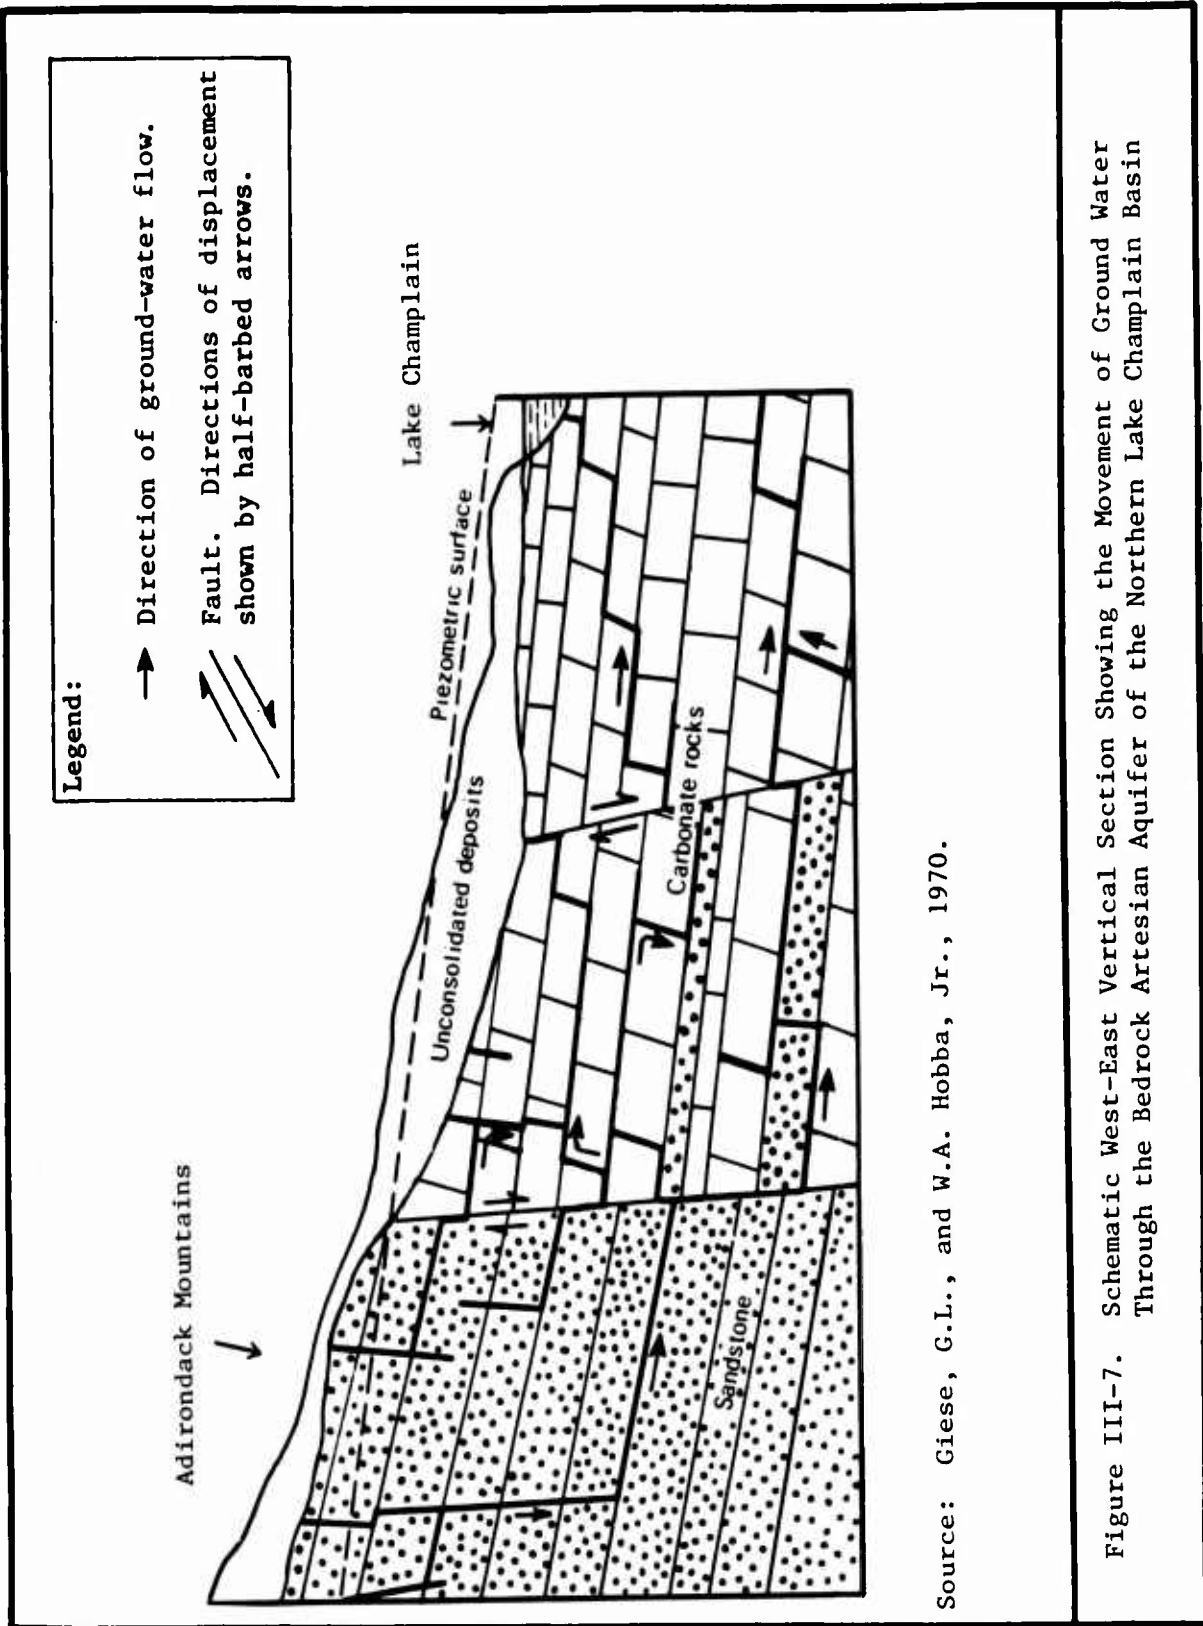 Legend:
Direction of ground-water flow.
Fault. Directions of displacement
shown by half-barbed arrows.
Adirondack Mountains
Lake Champlain
Piezometric surface
Unconsolidated deposits
Carbonate rocks
Sandstone
Source: Giese, G.L., and W.A. Hobba, Jr., 1970.
Figure III-7. Schematic West-East Vertical Section Showing the Movement of Ground Water
Through the Bedrock Artesian Aquifer of the Northern Lake Champlain Basin